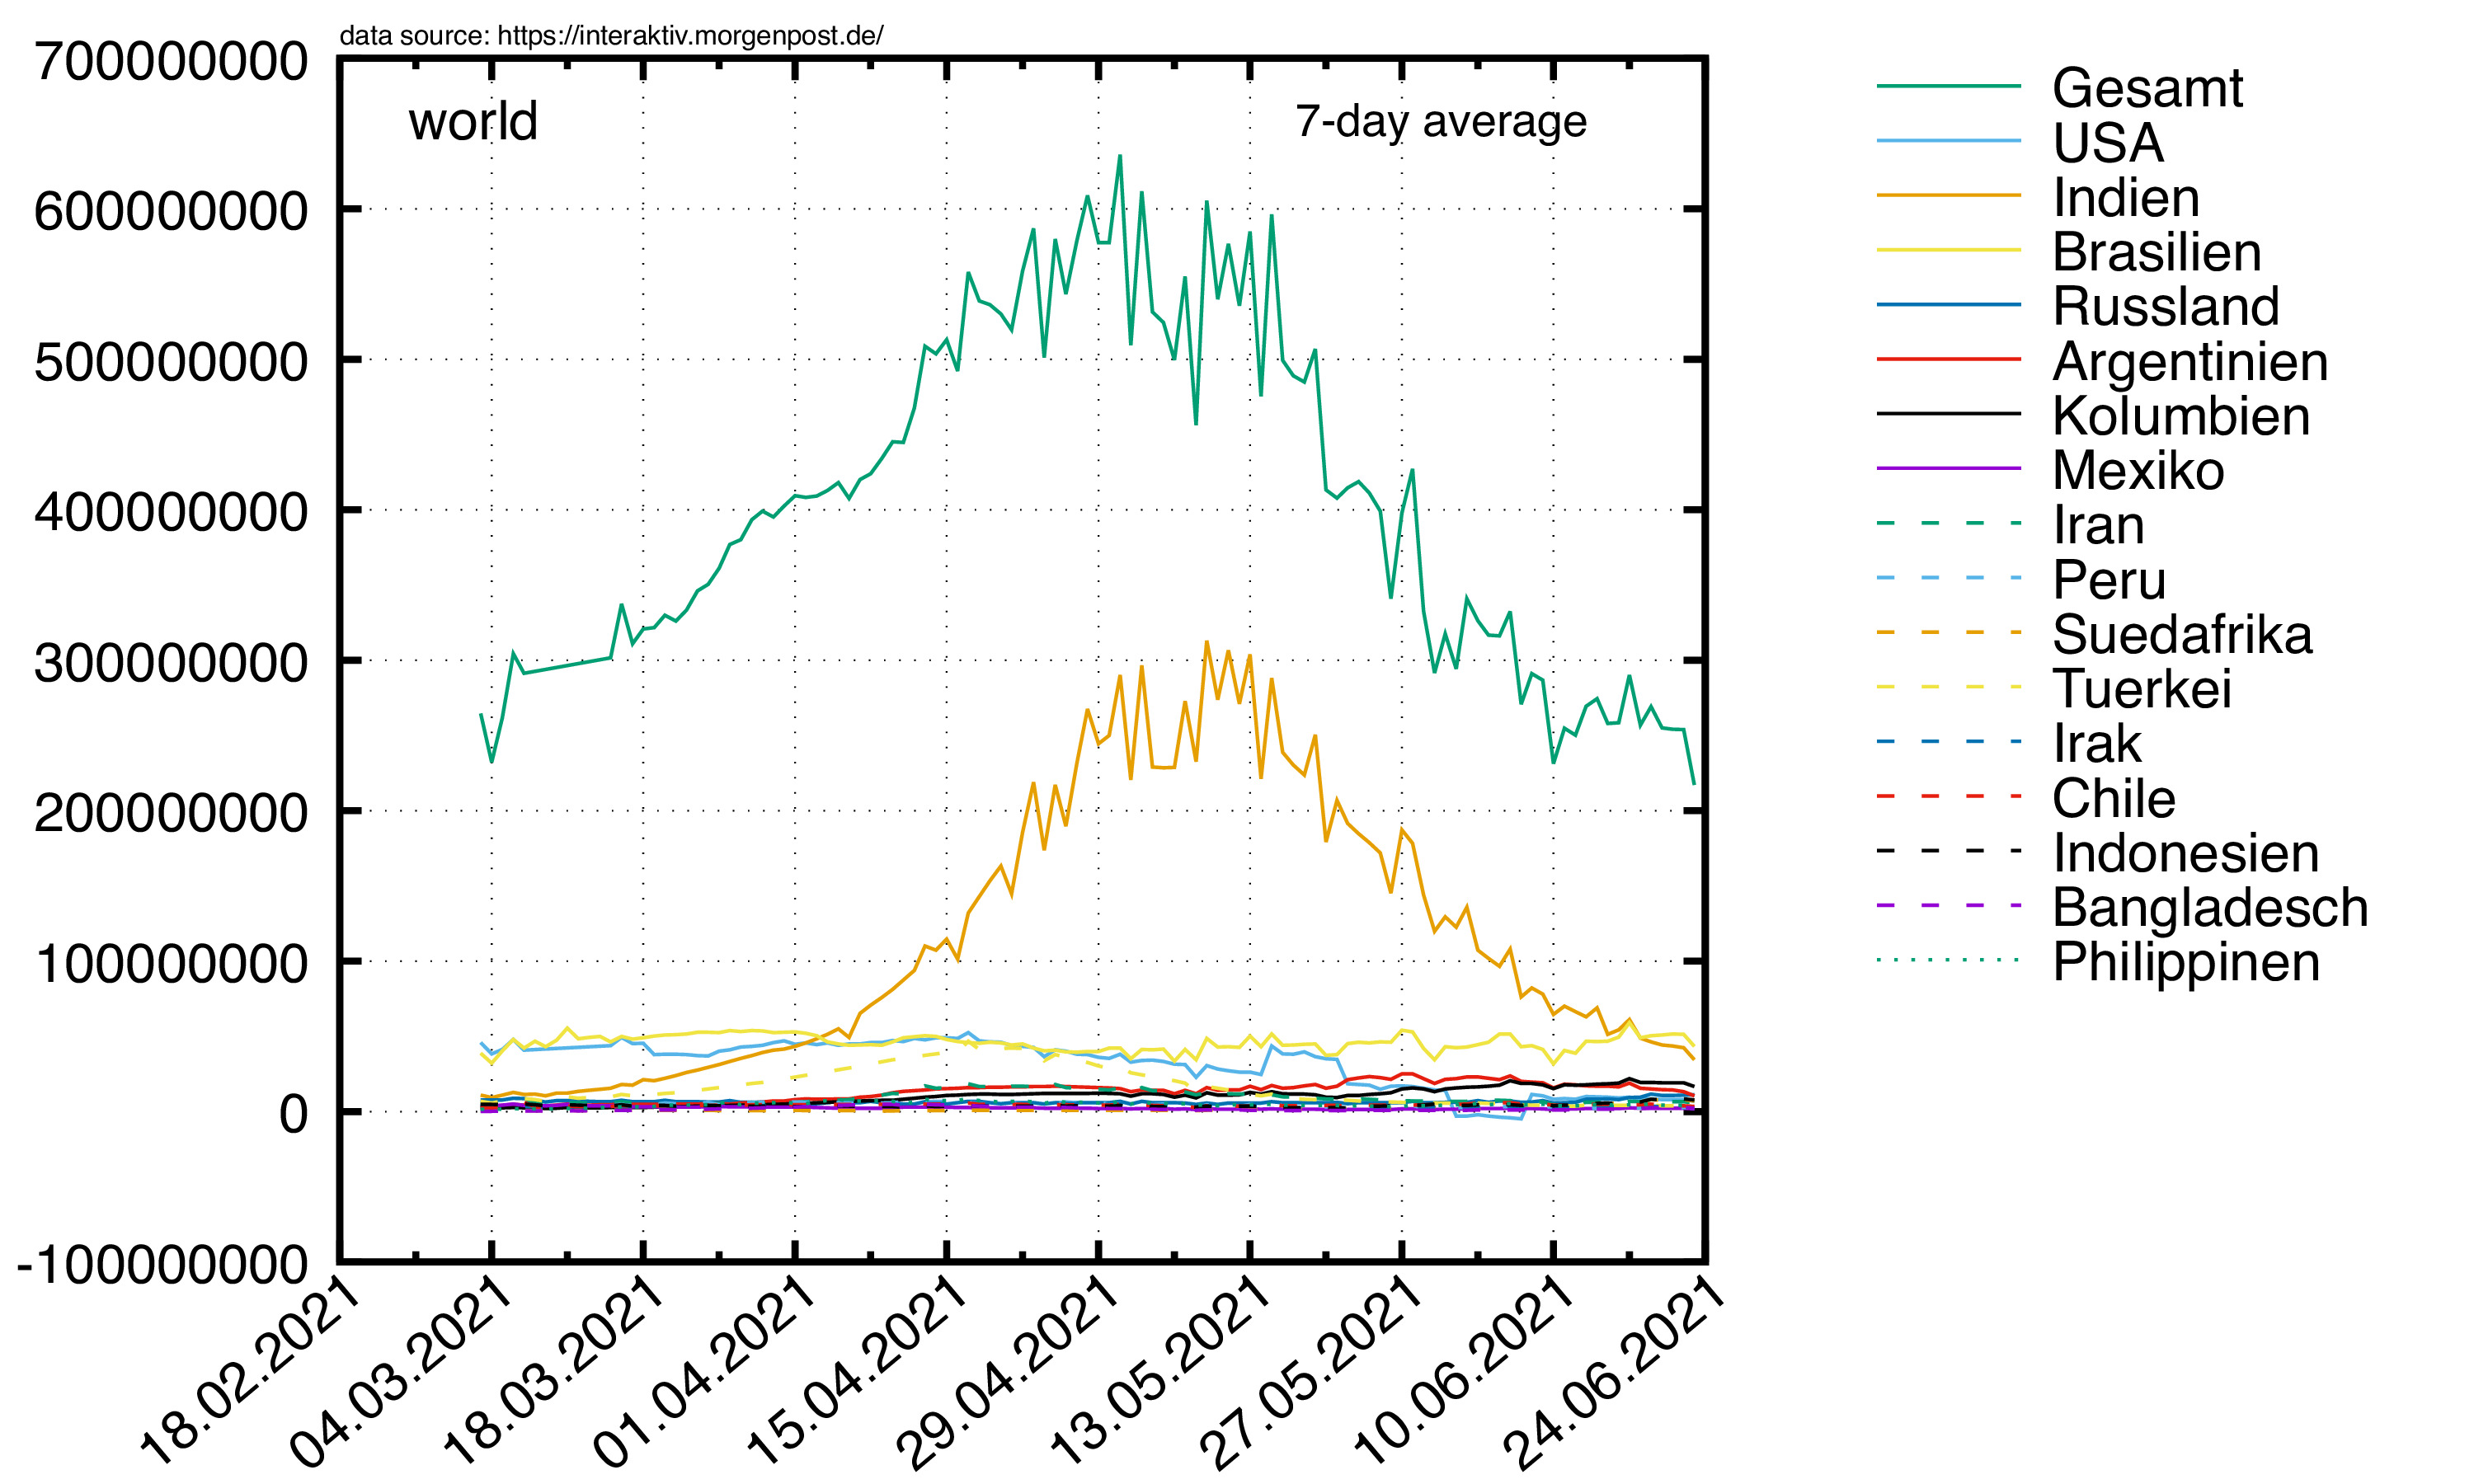 data source: https://interaktiv.morgenpost.de/
world
7-day average
700000000
600000000
500000000
400000000
300000000
200000000
100000000
0
-100000000
18.02.2021
04.03.2021
18.03.2021
01.04.2021
15.04.2021
29.04.2021
13.05.2021
27.05.2021
10.06.2021
24.06.2021
Gesamt
USA
Indien
Brasilien
Russland
Argentinien
Kolumbien
Mexiko
Iran
Peru
Suedafrika
Tuerkei
Irak
Chile
Indonesien
Bangladesch
Philippinen